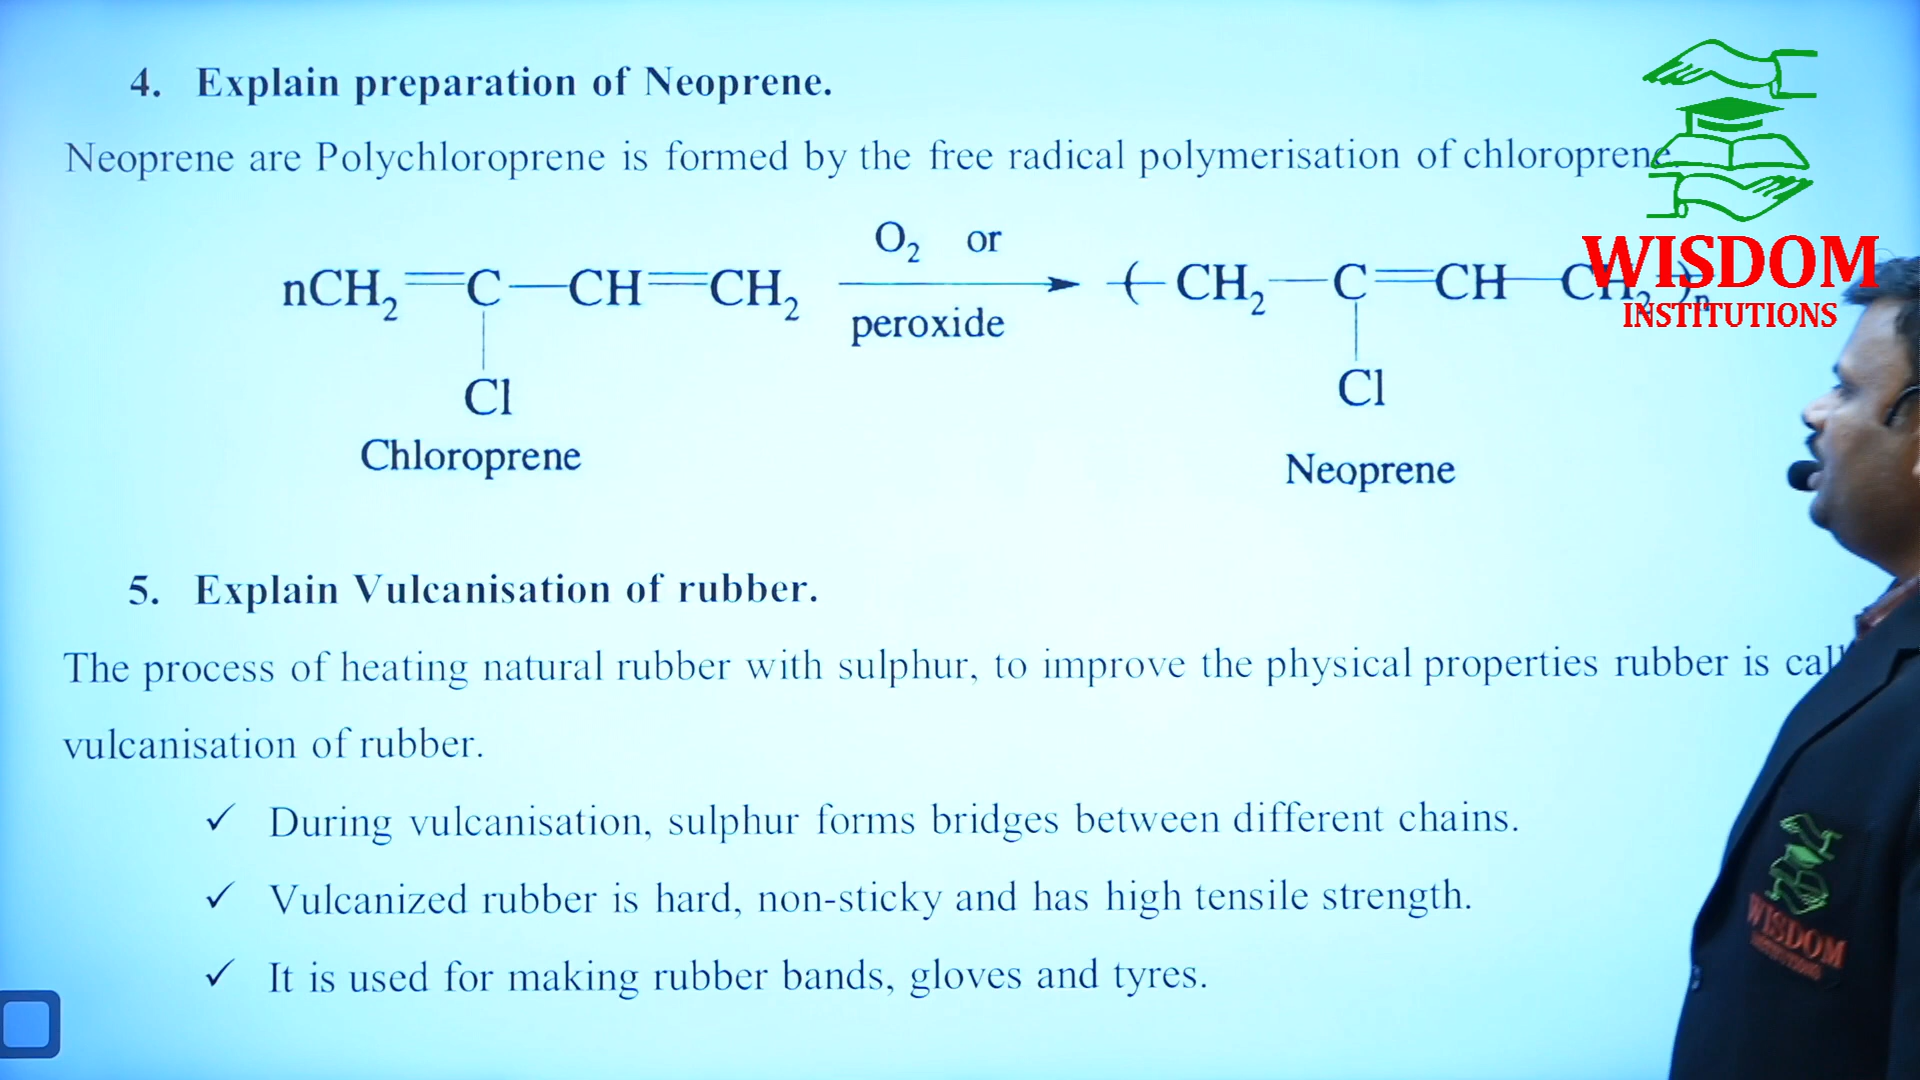 4. Explain preparation of Neoprene.
Neoprene are Polychloroprene is formed by the free radical polymerisation of chloroprene
O2 or
nCH2=C—CH=CH2 peroxide (CH2—C=CH—CH2)n
Cl Cl
Chloroprene Neoprene
WISDOM
INSTITUTIONS
5. Explain Vulcanisation of rubber.
The process of heating natural rubber with sulphur, to improve the physical properties rubber is
vulcanisation of rubber.
✓ During vulcanisation, sulphur forms bridges between different chains.
✓ Vulcanized rubber is hard, non-sticky and has high tensile strength.
✓ It is used for making rubber bands, gloves and tyres.
WISDOM
INSTITUTIONS